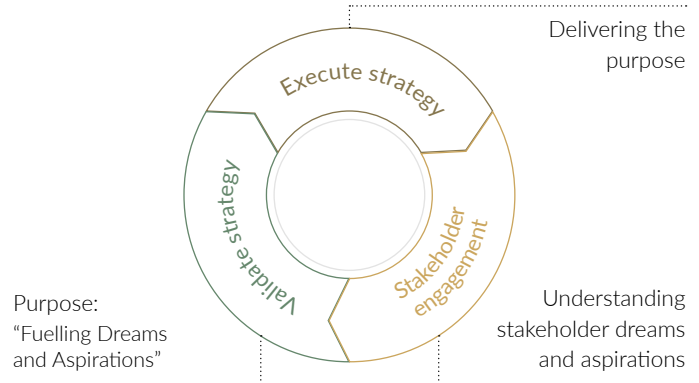 Delivering the
purpose
Execute strategy
Validate strategy
Stakeholder
engagement
Purpose:
“Fuelling Dreams
and Aspirations”
Understanding
stakeholder dreams
and aspirations